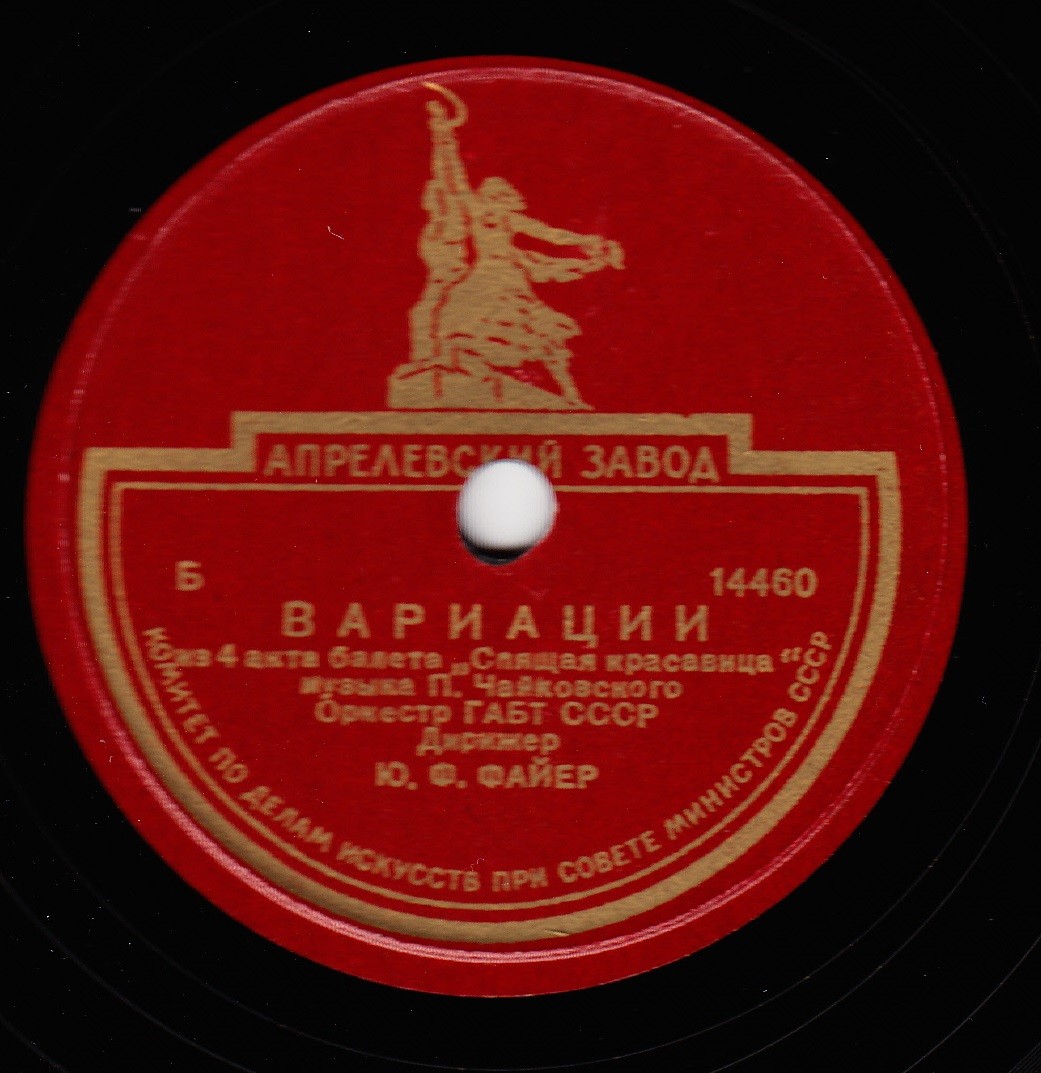 АПРЕЛЕВСКИЙ ЗАВОД
Б 14460
ВАРИАЦИИ
из 4 акта балета „Спящая красавица“
музыка П. Чайковского
Оркестр ГАБТ СССР
Дирижер
Ю. Ф. ФАЙЕР
КОМИТЕТ ПО ДЕЛАМ ИСКУССТВ ПРИ СОВЕТЕ МИНИСТРОВ СССР